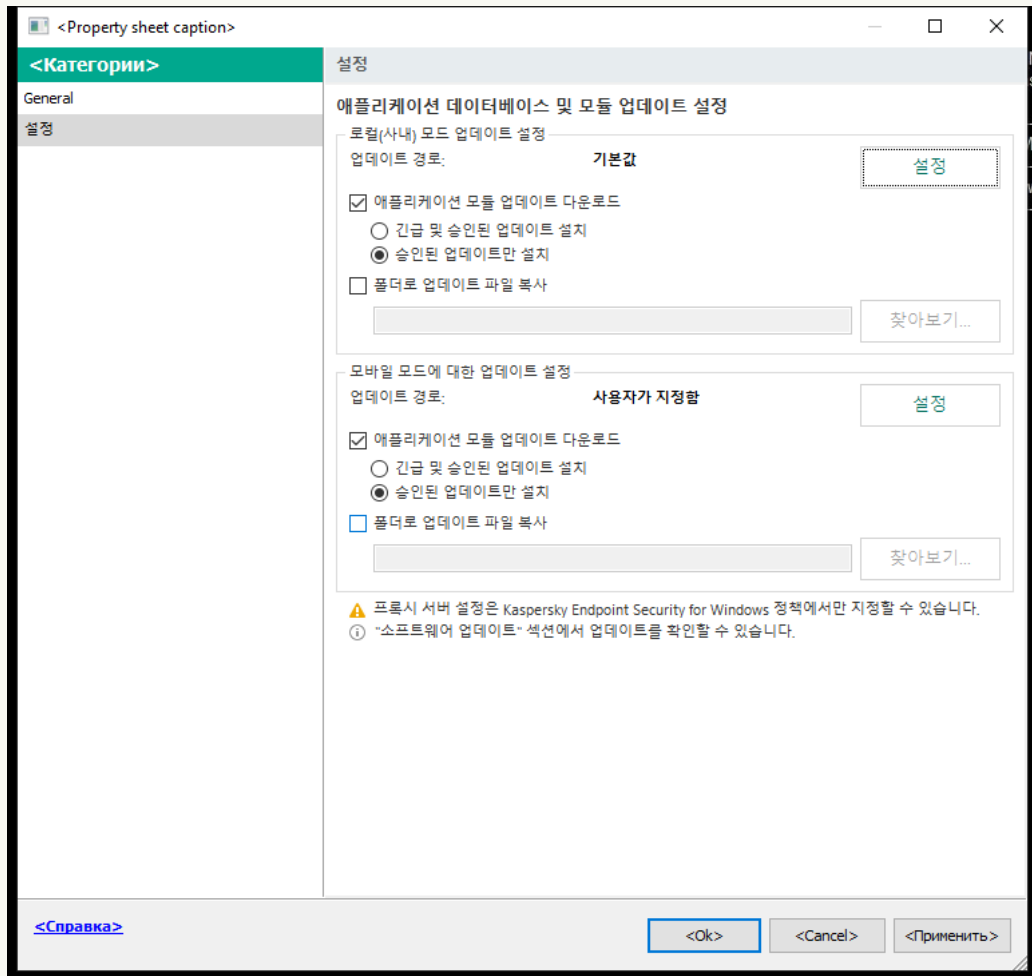 <Property sheet caption>
<Категории>
General
설정
설정
애플리케이션 데이터베이스 및 모듈 업데이트 설정
로컬(사내) 모드 업데이트 설정
업데이트 경로: 기본값 설정
애플리케이션 모듈 업데이트 다운로드
긴급 및 승인된 업데이트 설치
승인된 업데이트만 설치
폴더로 업데이트 파일 복사
찾아보기...
모바일 모드에 대한 업데이트 설정
업데이트 경로: 사용자가 지정함 설정
애플리케이션 모듈 업데이트 다운로드
긴급 및 승인된 업데이트 설치
승인된 업데이트만 설치
폴더로 업데이트 파일 복사
찾아보기...
프록시 서버 설정은 Kaspersky Endpoint Security for Windows 정책에서만 지정할 수 있습니다.
"소프트웨어 업데이트" 섹션에서 업데이트를 확인할 수 있습니다.
<Справка>
<Ok> <Cancel> <Применить>